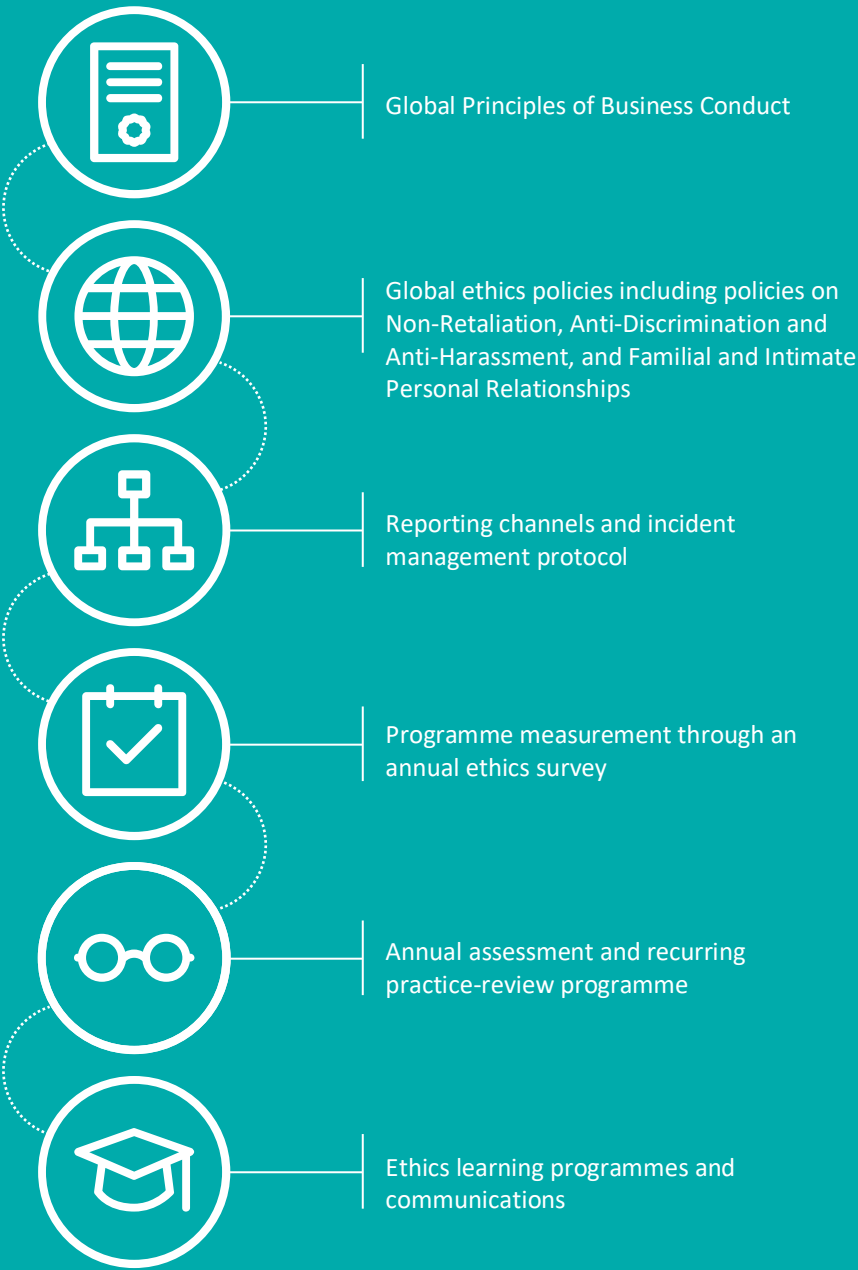 Global Principles of Business Conduct
Global ethics policies including policies on
Non-Retaliation, Anti-Discrimination and
Anti-Harassment, and Familial and Intimate
Personal Relationships
Reporting channels and incident
management protocol
Programme measurement through an
annual ethics survey
Annual assessment and recurring
practice-review programme
Ethics learning programmes and
communications